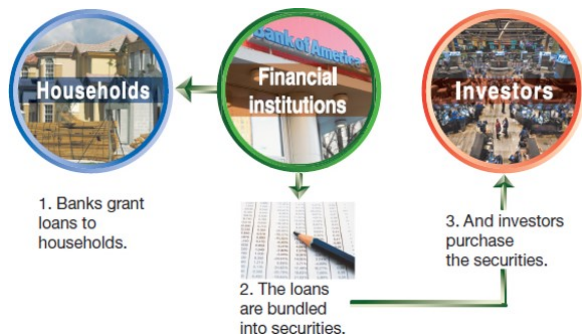 Households
Bank of America
Financial
institutions
Investors
1. Banks grant
loans to
households.
2. The loans
are bundled
into securities.
3. And investors
purchase
the securities.